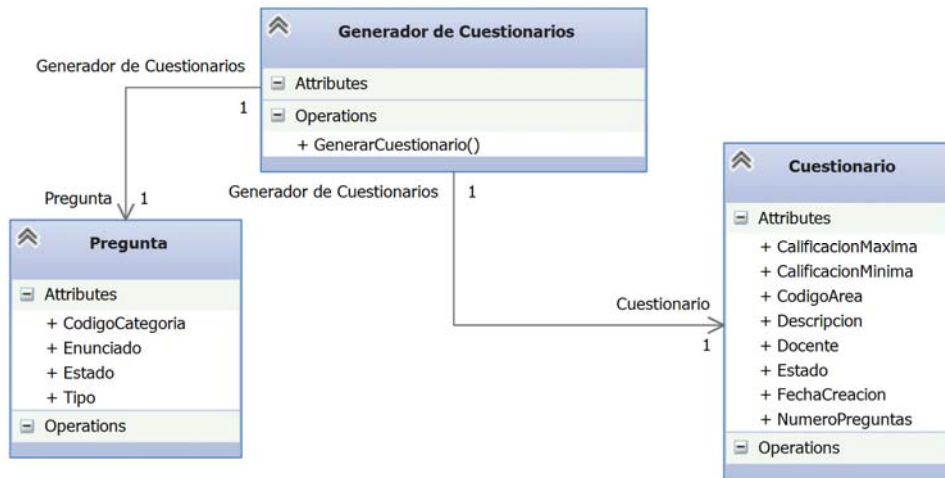 Generador de Cuestionarios
Attributes
Operations
+ GenerarCuestionario()
Generador de Cuestionarios
1
Pregunta
1
Generador de Cuestionarios
1
Cuestionario
1
Pregunta
Attributes
+ CodigoCategoria
+ Enunciado
+ Estado
+ Tipo
Operations
Cuestionario
Attributes
+ CalificacionMaxima
+ CalificacionMinima
+ CodigoArea
+ Descripcion
+ Docente
+ Estado
+ FechaCreacion
+ NumeroPreguntas
Operations